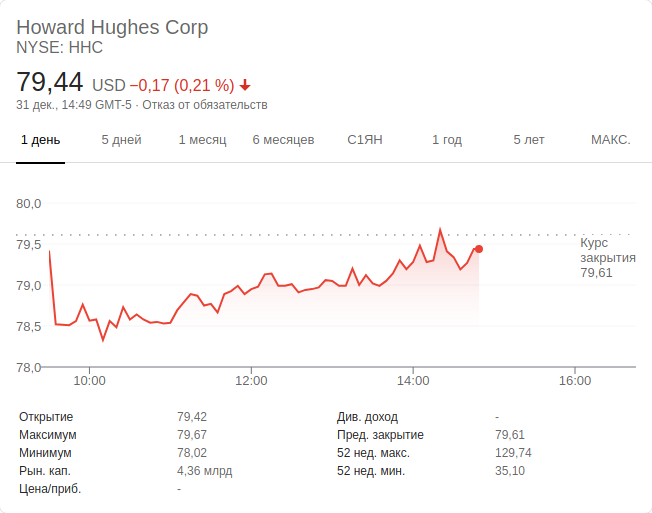 Howard Hughes Corp
NYSE: HHC
79,44 USD −0,17 (0,21 %)
31 дек., 14:49 GMT-5 · Отказ от обязательств
1 день 5 дней 1 месяц 6 месяцев С1ЯН 1 год 5 лет МАКС.
80,0
79,5
79,0
78,5
78,0
Курс
закрытия
79,61
10:00 12:00 14:00 16:00
Открытие 79,42 Див. доход -
Максимум 79,67 Пред. закрытие 79,61
Минимум 78,02 52 нед. макс. 129,74
Рын. кап. 4,36 млрд 52 нед. мин. 35,10
Цена/приб. -